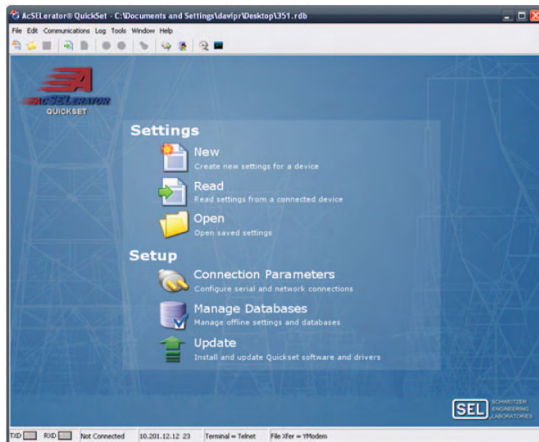 AcSELerator® QuickSet - C:\Documents and Settings\davipr\Desktop\351.rdb
File Edit Communications Log Tools Window Help
ACSELERATOR
QUICKSET
Settings
New
Create new settings for a device
Read
Read settings from a connected device
Open
Open saved settings
Setup
Connection Parameters
Configure serial and network connections
Manage Databases
Manage offline settings and databases
Update
Install and update Quickset software and drivers
SEL SCHWEITZER
ENGINEERING
LABORATORIES
TXD RXD Not Connected 10.201.12.12 23 Terminal = Telnet File Xfer = YModem